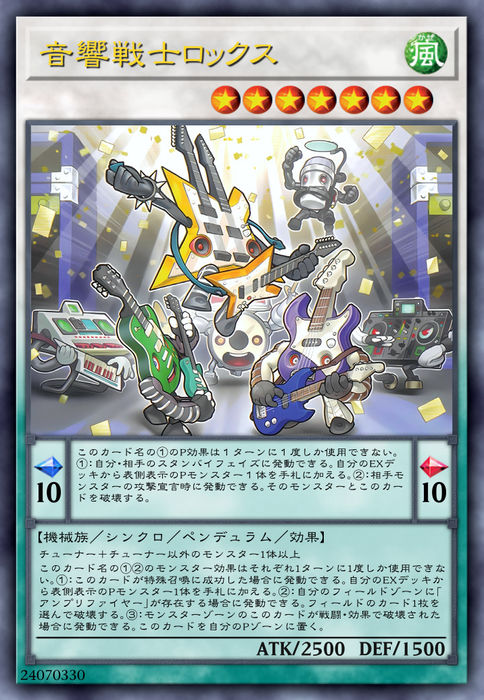 音響戦士ロックス
かぜ
風
このカード名の①のP効果は１ターンに１度しか使用できない。
①：自分・相手のスタンバイフェイズに発動できる。自分のEXデ
ッキから表側表示のPモンスター１体を手札に加える。②：相手モ
ンスターの攻撃宣言時に発動できる。そのモンスターとこのカー
ドを破壊する。
10
10
【機械族／シンクロ／ペンデュラム／効果】
チューナー＋チューナー以外のモンスター1体以上
このカード名の①②のモンスター効果はそれぞれ1ターンに1度しか使用でき
ない。①：このカードが特殊召喚に成功した場合に発動できる。自分のEXデッキか
ら表側表示のPモンスター1体を手札に加える。②：自分のフィールドゾーンに「
アンプリファイヤー」が存在する場合に発動できる。フィールドのカード1枚を
選んで破壊する。③：モンスターゾーンのこのカードが戦闘・効果で破壊された
場合に発動できる。このカードを自分のPゾーンに置く。
ATK/2500 DEF/1500
24070330